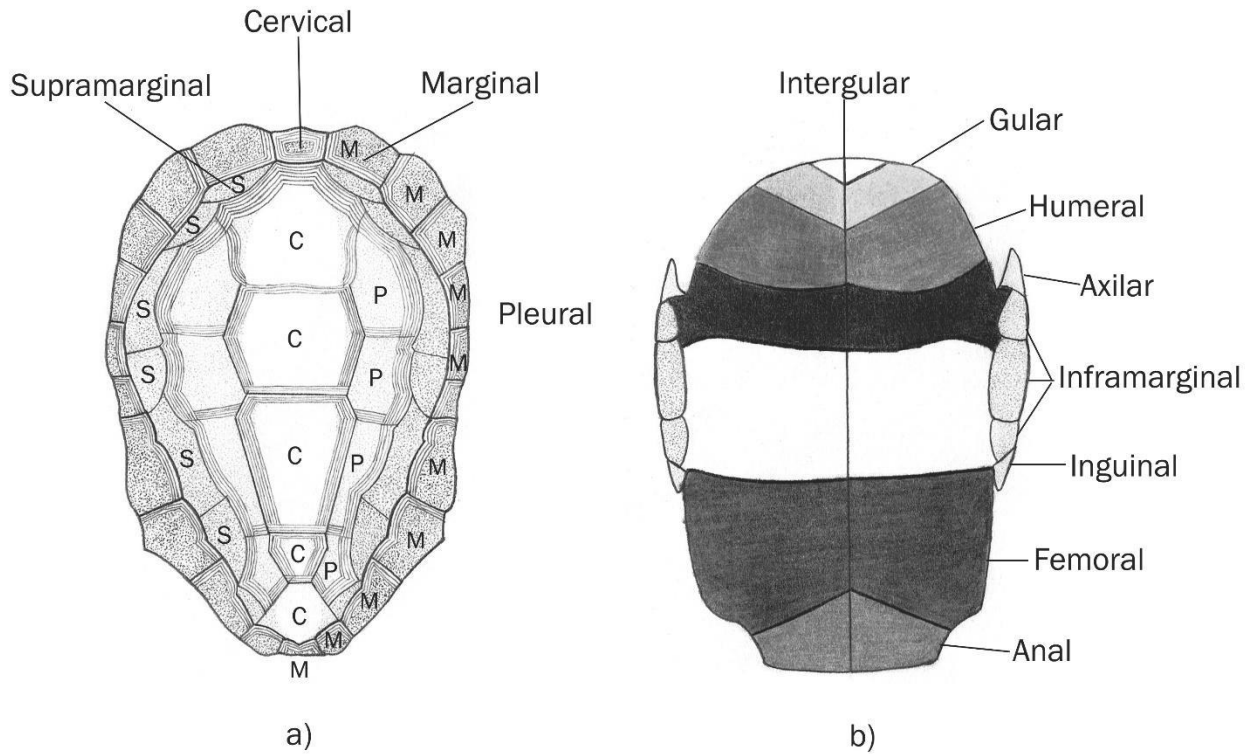 Cervical
Supramarginal
Marginal
M
S
M
S
M
C
P
M
Pleural
S
C
M
S
P
C
P
M
S
S
M
C
P
M
C
M
M
a)
Intergular
Gular
Humeral
Axilar
Inframarginal
Inguinal
Femoral
Anal
b)